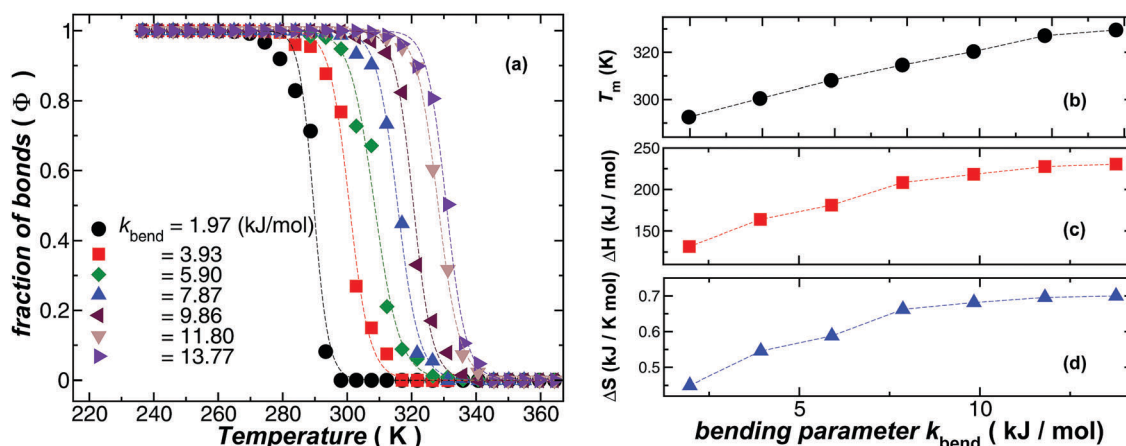 1
0.8
0.6
0.4
0.2
0
fraction of bonds ( Φ )
(a)
k_bend = 1.97 (kJ/mol)
= 3.93
= 5.90
= 7.87
= 9.86
= 11.80
= 13.77
220 240 260 280 300 320 340 360
Temperature ( K )
330
300
T_m (K)
(b)
250
200
150
ΔH (kJ / mol)
(c)
0.7
0.6
0.5
ΔS (kJ / K mol)
(d)
5 10
bending parameter k_bend ( kJ / mol)